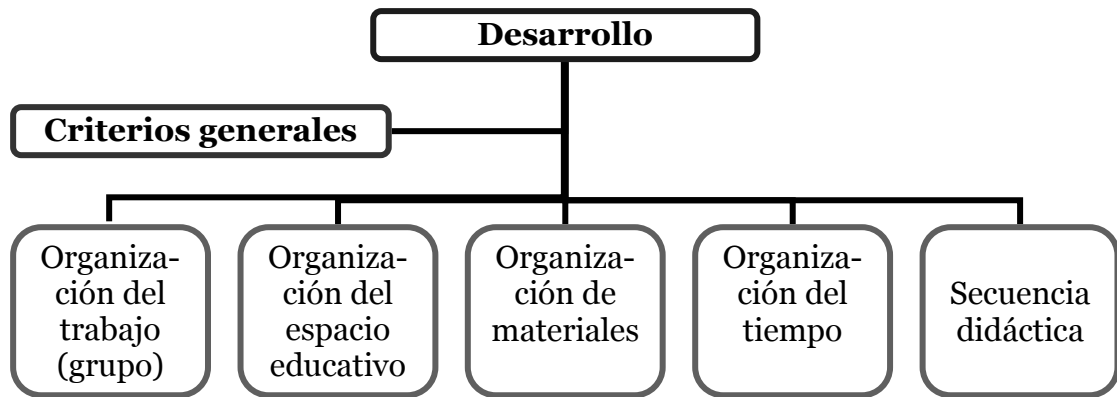 Desarrollo
Criterios generales
Organiza-
ción del
trabajo
(grupo)
Organiza-
ción del
espacio
educativo
Organiza-
ción de
materiales
Organiza-
ción del
tiempo
Secuencia
didáctica